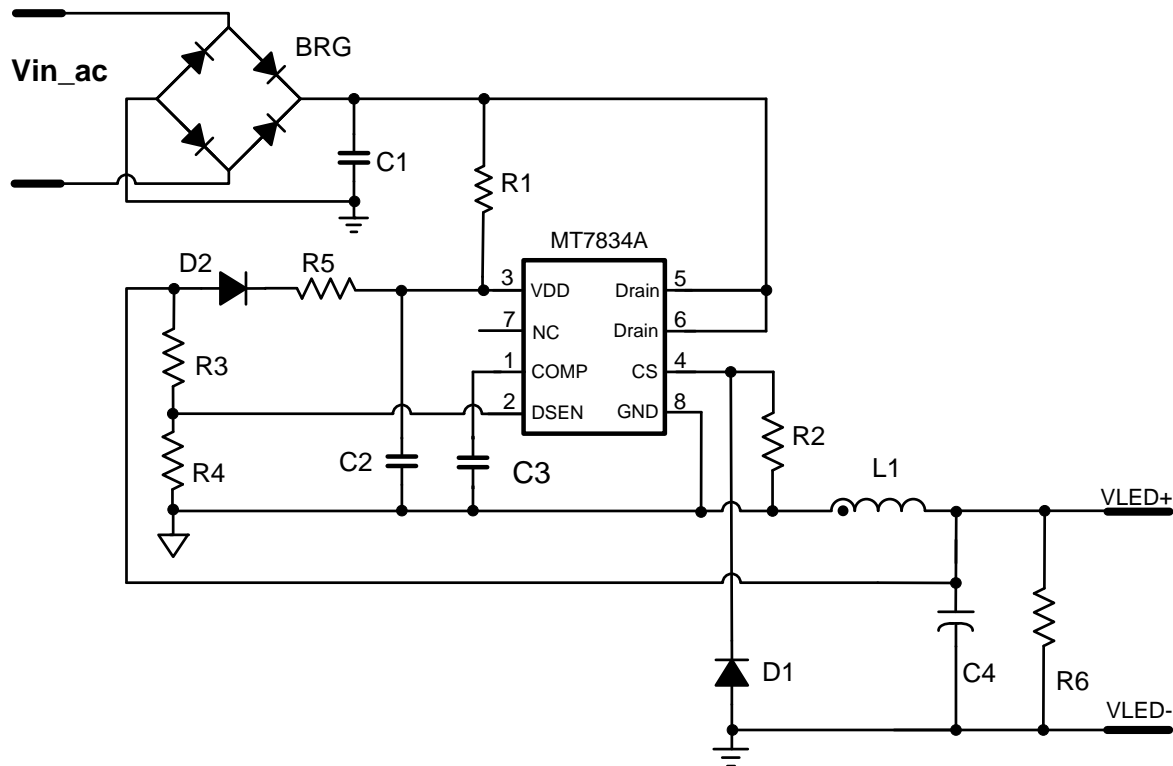 BRG
Vin_ac
C1
R1
MT7834A
D2
R5
3
VDD
Drain
5
7
NC
Drain
6
R3
1
COMP
CS
4
2
DSEN
GND
8
R2
R4
C2
C3
L1
VLED+
D1
C4
R6
VLED-